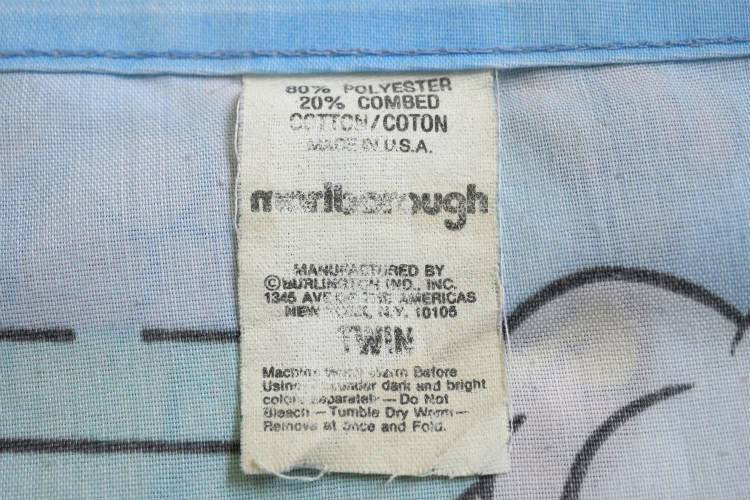 80% POLYESTER
20% COMBED
COTTON/COTON
MADE IN U.S.A.
marlborough
MANUFACTURED BY
©BURLINGTON IND., INC.
1345 AVE OF THE AMERICAS
NEW YORK, N.Y. 10105
TWIN
Machine Wash Warm Before
Using. Launder dark and bright
colors separately — Do Not
Bleach — Tumble Dry Warm —
Remove at once and Fold.